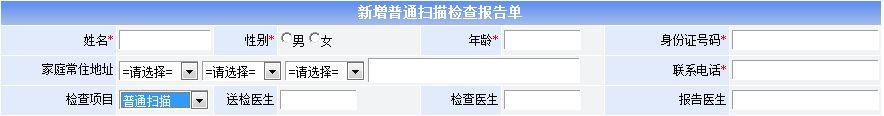 新增普通扫描检查报告单
姓名* 性别* 男 女 年龄* 身份证号码*
家庭常住地址 =请选择= =请选择= =请选择= 联系电话*
检查项目 普通扫描 送检医生 检查医生 报告医生